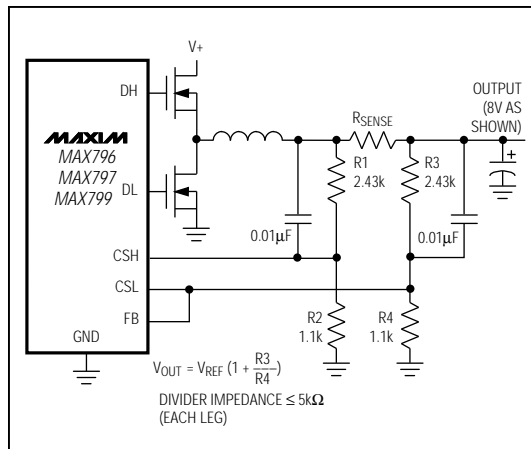 V+
DH
OUTPUT
(8V AS
SHOWN)
RSENSE
MAXIM
MAX796
MAX797
MAX799
R1
2.43k
R3
2.43k
+
DL
0.01μF
0.01μF
CSH
CSL
FB
R2
1.1k
R4
1.1k
GND
VOUT = VREF (1 + R3/R4)
DIVIDER IMPEDANCE ≤ 5kΩ
(EACH LEG)